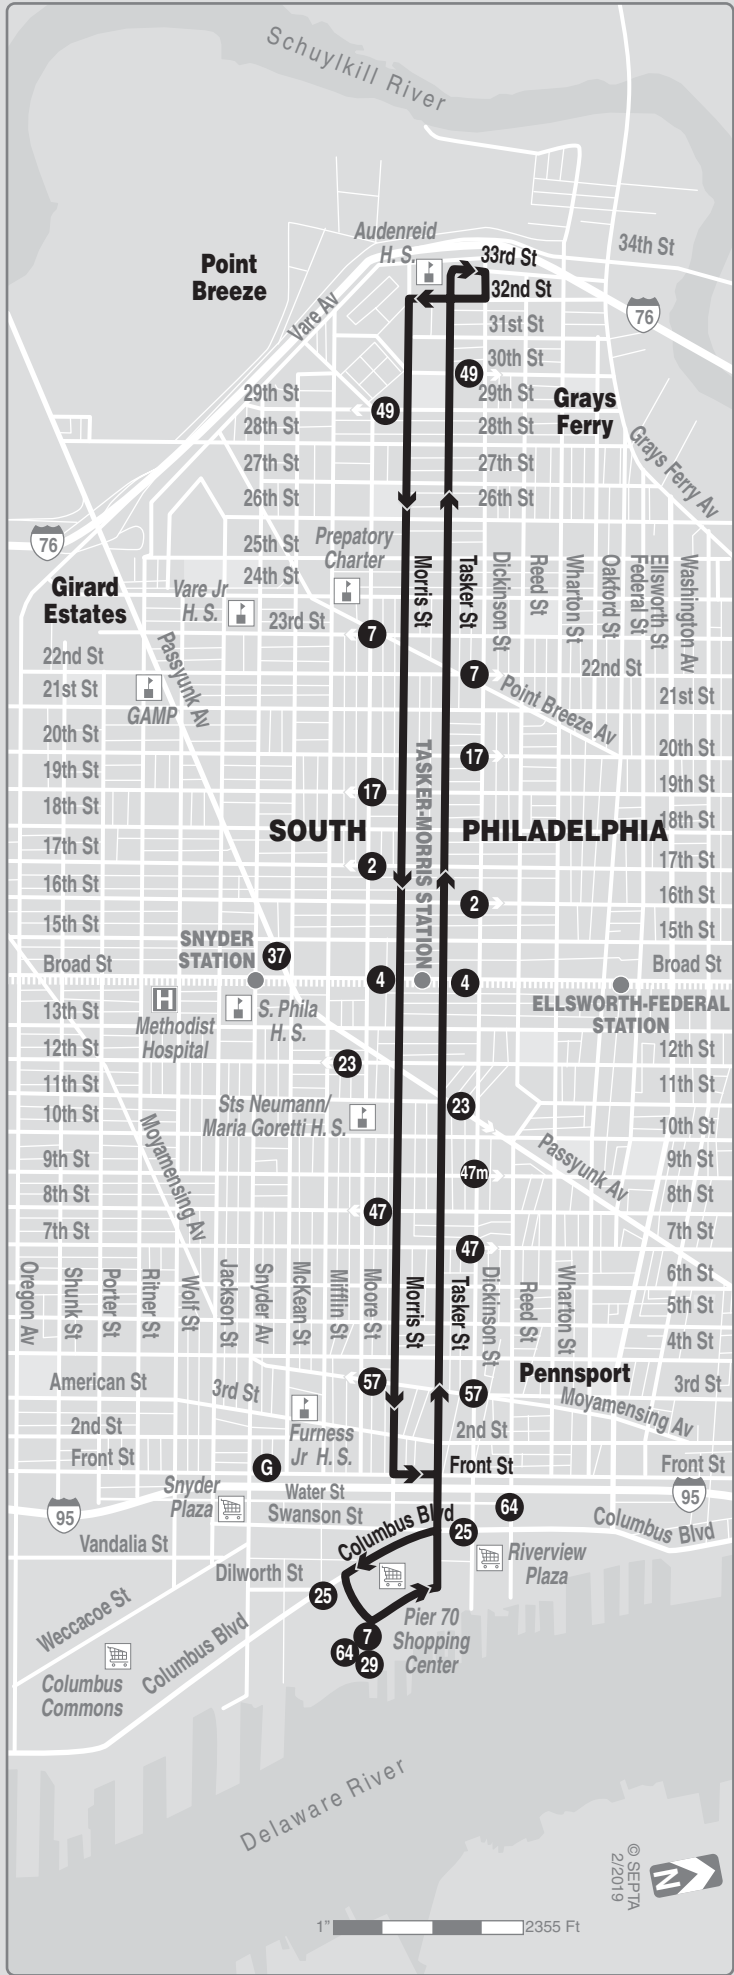 Schuylkill River
Audenreid
H. S.
33rd St
34th St
Point
Breeze
32nd St
Vare Av
76
31st St
30th St
49
29th St
29th St
Grays
Ferry
49
28th St
28th St
Grays Ferry Av
27th St
27th St
26th St
26th St
76
25th St
Prepatory
Charter
24th St
Girard
Estates
Vare Jr
H. S.
Morris St
Tasker St
Dickinson St
Reed St
Wharton St
Oakford St
Federal St
Ellsworth St
Washington Av
23rd St
7
22nd St
Passyunk Av
7
22nd St
21st St
Point Breeze Av
21st St
GAMP
20th St
TASKER-MORRIS STATION
17
20th St
19th St
17
19th St
18th St
SOUTH
PHILADELPHIA
18th St
17th St
2
17th St
16th St
2
16th St
15th St
15th St
SNYDER
STATION
37
Broad St
4
4
Broad St
13th St
H
Methodist
Hospital
S. Phila
H. S.
ELLSWORTH-FEDERAL
STATION
12th St
23
12th St
11th St
11th St
10th St
Sts Neumann/
Maria Goretti H. S.
23
10th St
Moyamensing Av
Passyunk Av
9th St
47m
9th St
8th St
47
8th St
7th St
47
7th St
Oregon Av
Shunk St
Porter St
Ritner St
Wolf St
Jackson St
Snyder Av
McKean St
Mifflin St
Moore St
Morris St
Tasker St
Dickinson St
Reed St
Wharton St
6th St
5th St
4th St
American St
3rd St
57
57
Pennsport
3rd St
Moyamensing Av
2nd St
Furness
Jr H. S.
2nd St
Front St
G
Front St
Front St
Snyder
Plaza
Water St
95
95
Swanson St
64
Vandalia St
Columbus Blvd
25
Columbus Blvd
Riverview
Plaza
Dilworth St
25
Weccacoe St
Columbus Blvd
7
64
29
Pier 70
Shopping
Center
Columbus
Commons
Delaware River
© SEPTA
2/2019
N
1"
2355 Ft